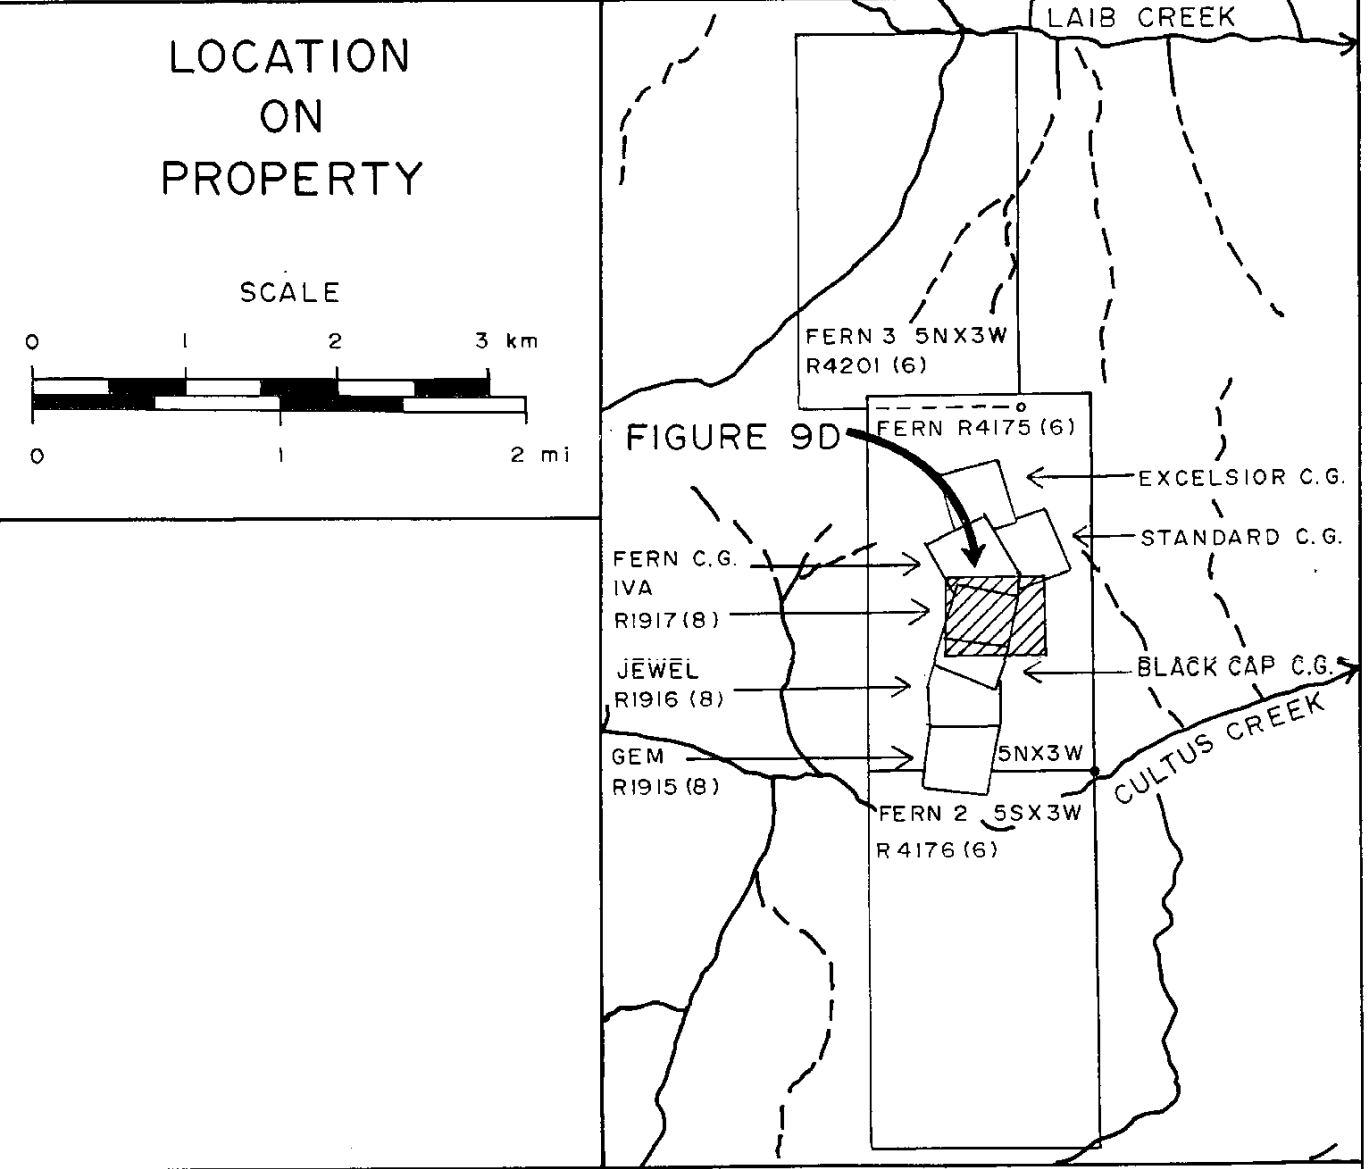 LOCATION
ON
PROPERTY
SCALE
0 1 2 3 km
0 1 2 mi
LAIB CREEK
FERN 3 5NX3W
R4201 (6)
FIGURE 9D
FERN R4175 (6)
EXCELSIOR C.G.
STANDARD C.G.
FERN C.G.
IVA
R1917 (8)
JEWEL
R1916 (8)
BLACK CAP C.G.
GEM
R1915 (8)
5NX3W
CULTUS CREEK
FERN 2 5SX3W
R4176 (6)